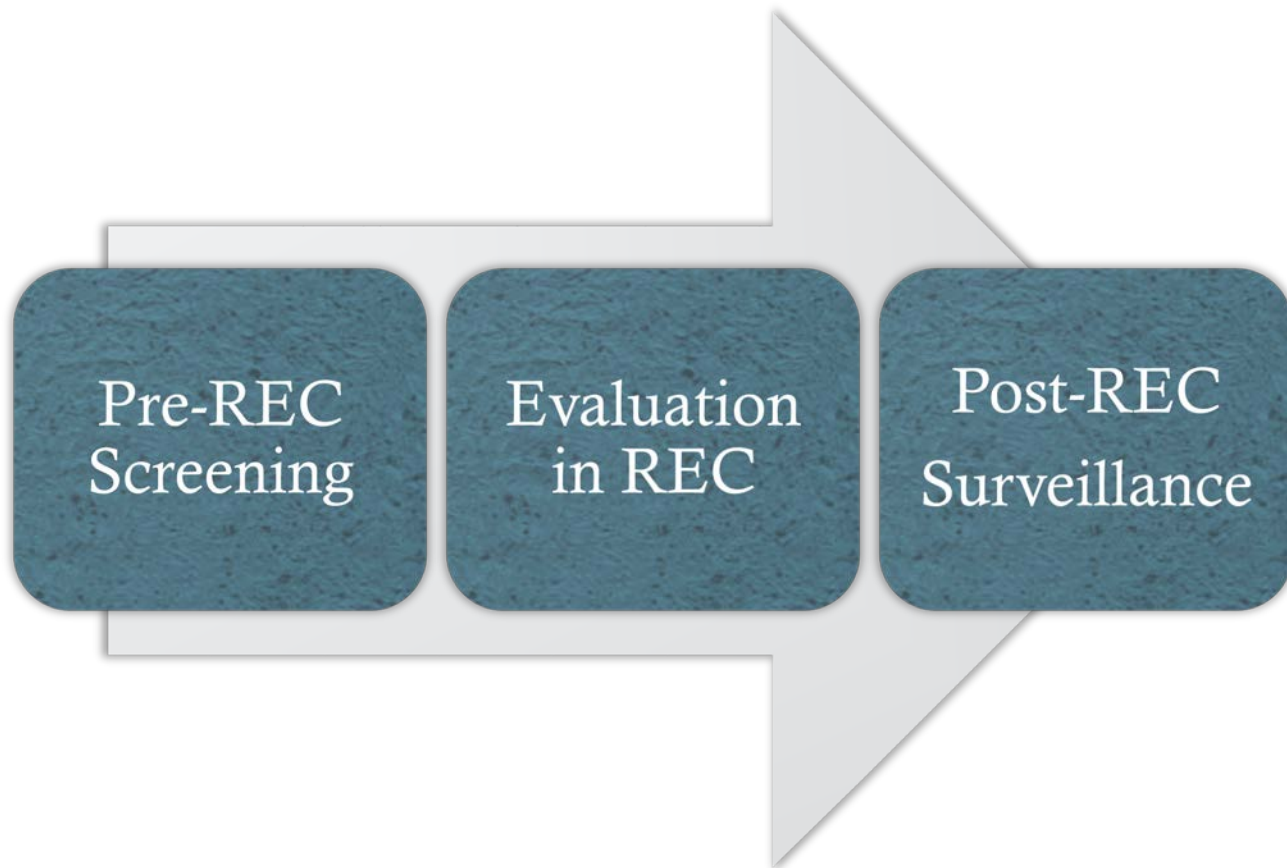 Pre-REC
Screening
Evaluation
in REC
Post-REC
Surveillance